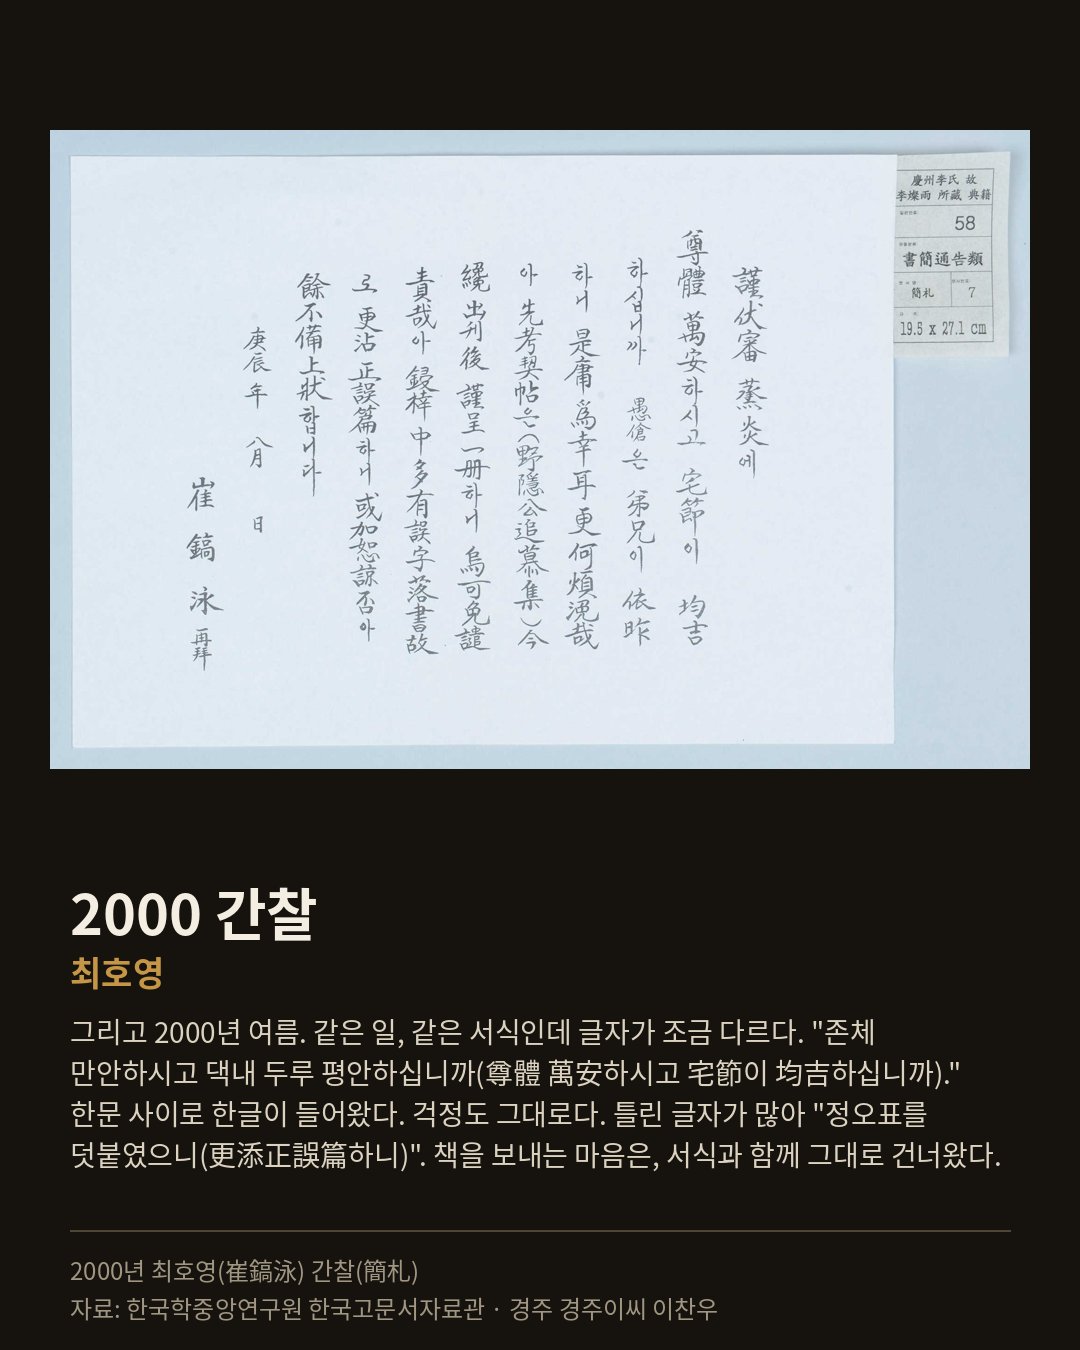 謹伏審 蒸炎에
尊體 萬安하시고 宅節이 均吉
하십니까 愚傖은 弟兄이 依昨
하니 是庸爲幸耳 更何煩浼哉
아 先考契帖은(野隱公追慕集)今
纔出刊後 謹呈一册하니 烏可免譴
責哉아 鋟榟中多有誤字落書故
로 更沾正誤篇하니 或加恕諒否아
餘不備上狀합니다
庚辰年 八月 日
崔鎬泳 再拜
慶州李氏 故
李燦雨 所藏 典籍
58
書簡通告類
簡札 7
19.5 x 27.1 cm
2000 간찰
최호영
그리고 2000년 여름. 같은 일, 같은 서식인데 글자가 조금 다르다. "존체
만안하시고 댁내 두루 평안하십니까(尊體 萬安하시고 宅節이 均吉하십니까)."
한문 사이로 한글이 들어왔다. 걱정도 그대로다. 틀린 글자가 많아 "정오표를
덧붙였으니(更添正誤篇하니)". 책을 보내는 마음은, 서식과 함께 그대로 건너왔다.
2000년 최호영(崔鎬泳) 간찰(簡札)
자료: 한국학중앙연구원 한국고문서자료관 · 경주 경주이씨 이찬우